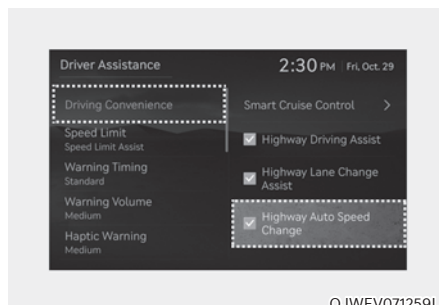 Driver Assistance
2:30 PM Fri, Oct. 29
Driving Convenience
Smart Cruise Control >
Speed Limit
Speed Limit Assist
Highway Driving Assist
Warning Timing
Standard
Highway Lane Change
Assist
Warning Volume
Medium
Highway Auto Speed
Change
Haptic Warning
Medium